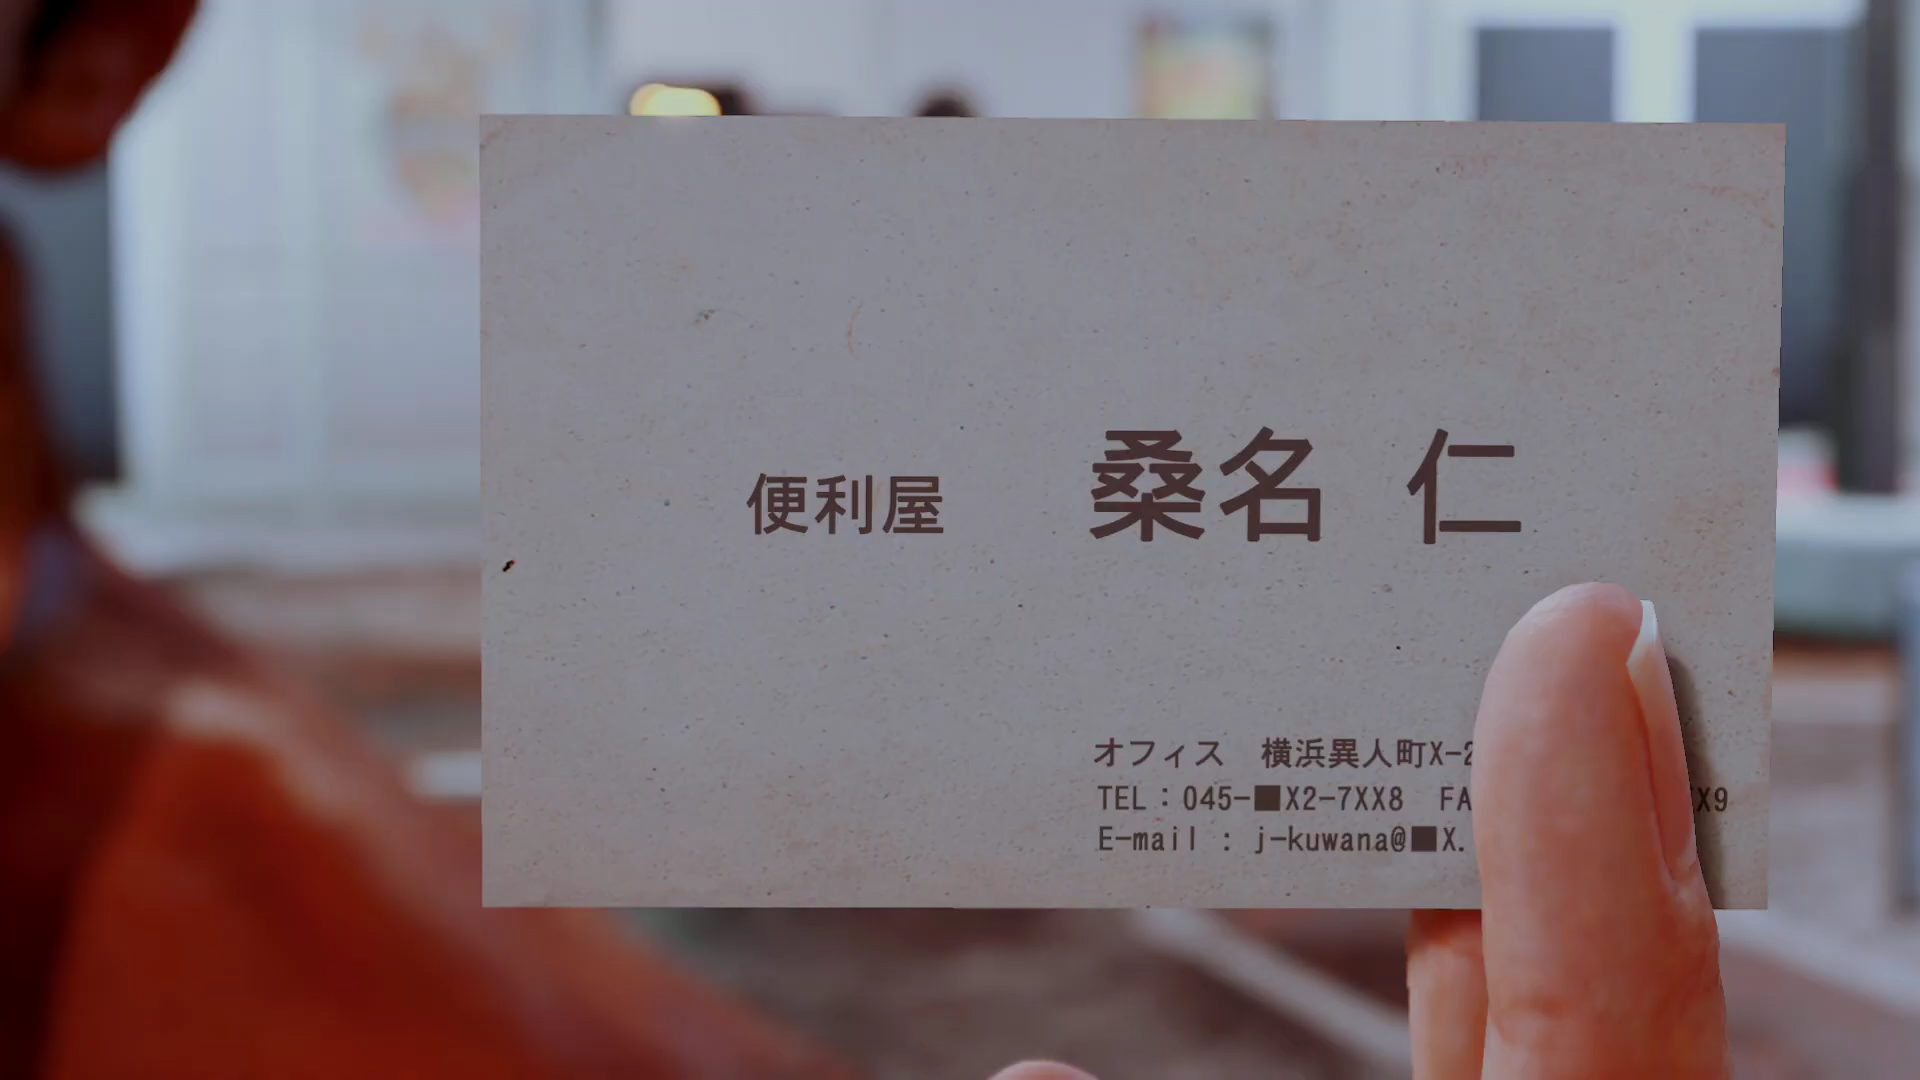 便利屋 桑名 仁
オフィス 横浜異人町X-2
TEL：045-■X2-7XX8 FA X9
E-mail : j-kuwana@■X.